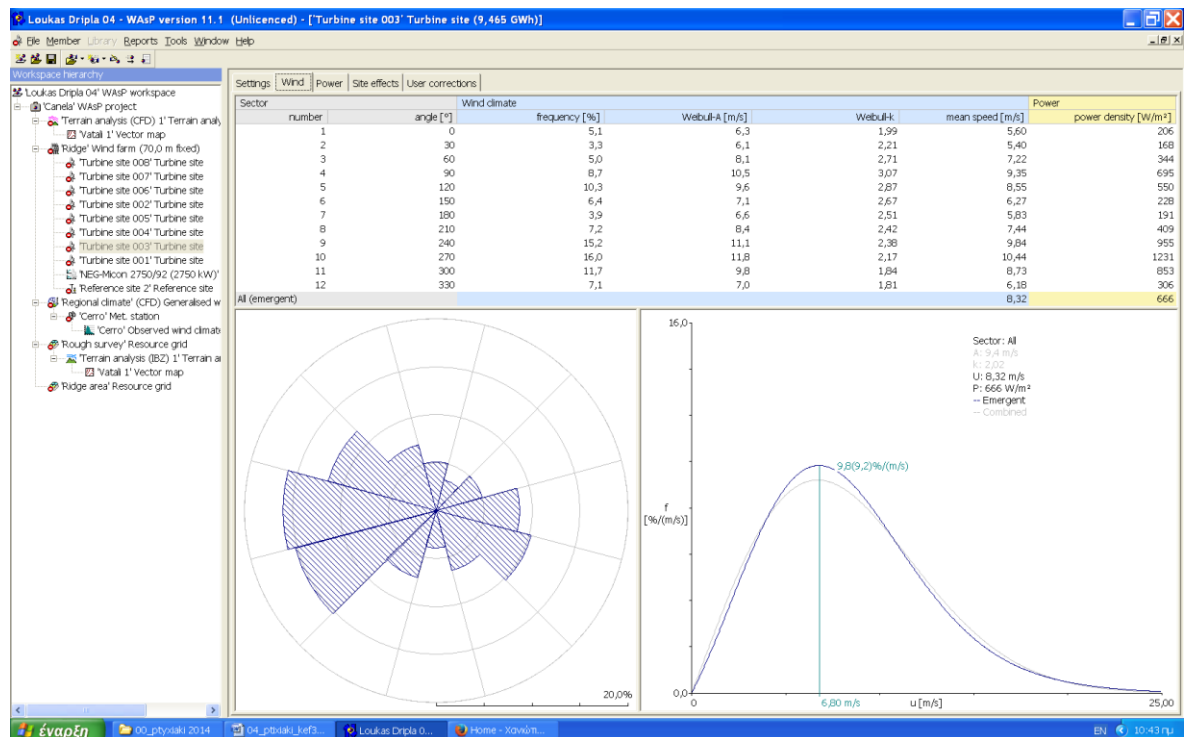 Loukas Dripla 04 - WAsP version 11.1 (Unlicenced) - ['Turbine site 003' Turbine site (9,465 GWh)]
File Member Library Reports Tools Window Help
Workspace hierarchy
'Loukas Dripla 04' WAsP workspace
'Canela' WAsP project
'Terrain analysis (CFD) 1' Terrain analy
'Vatali 1' Vector map
'Ridge' Wind farm (70,0 m fixed)
'Turbine site 008' Turbine site
'Turbine site 007' Turbine site
'Turbine site 006' Turbine site
'Turbine site 002' Turbine site
'Turbine site 005' Turbine site
'Turbine site 004' Turbine site
'Turbine site 003' Turbine site
'Turbine site 001' Turbine site
'NEG-Micon 2750/92 (2750 kW)'
'Reference site 2' Reference site
'Regional climate' (CFD) Generalised w
'Cerro' Met. station
'Cerro' Observed wind climat
'Rough survey' Resource grid
'Terrain analysis (IBZ) 1' Terrain a
'Vatali 1' Vector map
'Ridge area' Resource grid
Settings Wind Power Site effects User corrections
Sector Wind climate Power
number angle [°] frequency [%] Weibull-A [m/s] Weibull-k mean speed [m/s] power density [W/m²]
1 0 5,1 6,3 1,99 5,60 206
2 30 3,3 6,1 2,21 5,40 168
3 60 5,0 8,1 2,71 7,22 344
4 90 8,7 10,5 3,07 9,35 695
5 120 10,3 9,6 2,87 8,55 550
6 150 6,4 7,1 2,67 6,27 228
7 180 3,9 6,6 2,51 5,83 191
8 210 7,2 8,4 2,42 7,44 409
9 240 15,2 11,1 2,38 9,84 955
10 270 16,0 11,8 2,17 10,44 1231
11 300 11,7 9,8 1,84 8,73 853
12 330 7,1 7,0 1,81 6,18 306
All (emergent) 8,32 666
20,0%
16,0
Sector: All
A: 9,4 m/s
k: 2,02
U: 8,32 m/s
P: 666 W/m²
-- Emergent
-- Combined
9,8(9,2)%/(m/s)
f
[%/(m/s)]
0,0
0 6,80 m/s u [m/s] 25,00
έναρξη 00_ptyxiaki 2014 04_ptixiaki_kef3... Loukas Dripla 0... Home - Χανιώτ... EN 10:43 πμ